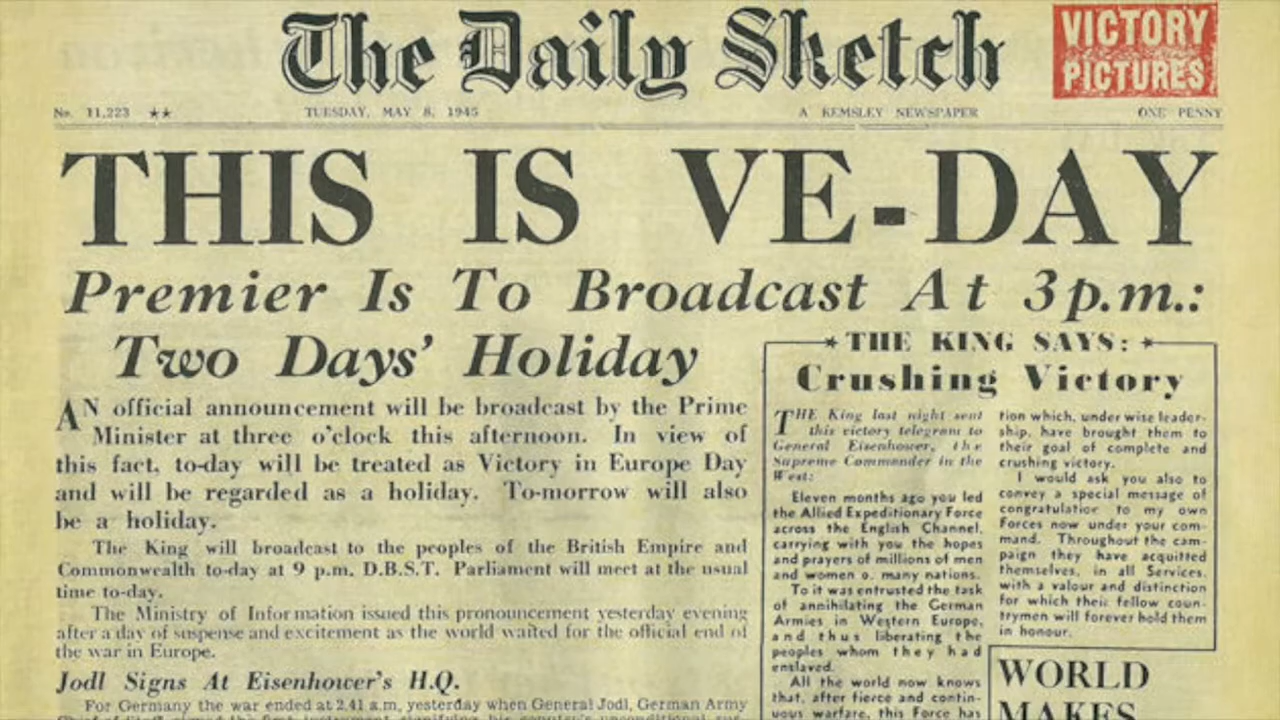 The Daily Sketch
VICTORY
PICTURES
No. 11,223 ★★ TUESDAY, MAY 8, 1945 A KEMSLEY NEWSPAPER ONE PENNY
THIS IS VE-DAY
Premier Is To Broadcast At 3 p.m.:
Two Days' Holiday
AN official announcement will be broadcast by the Prime
Minister at three o'clock this afternoon. In view of
this fact, to-day will be treated as Victory in Europe Day
and will be regarded as a holiday. To-morrow will also
be a holiday.
The King will broadcast to the peoples of the British Empire and
Commonwealth to-day at 9 p.m. D.B.S.T. Parliament will meet at the usual
time to-day.
The Ministry of Information issued this pronouncement yesterday evening
after a day of suspense and excitement as the world waited for the official end of
the war in Europe.
Jodl Signs At Eisenhower's H.Q.
For Germany the war ended at 2.41 a.m. yesterday when General Jodl, German Army
★ THE KING SAYS: ★
Crushing Victory
THE King last night sent
this victory telegram to
General Eisenhower, the
Supreme Commander in the
West:
Eleven months ago you led
the Allied Expeditionary Force
across the English Channel,
carrying with you the hopes
and prayers of millions of men
and women o. many nations.
To it was entrusted the task
of annihilating the German
Armies in Western Europe,
and thus liberating the
peoples whom they had
enslaved.
All the world now knows
that, after fierce and contin-
uous warfare, this Force has
tion which, under wise leader-
ship, have brought them to
their goal of complete and
crushing victory.
I would ask you also to
convey a special message of
congratulation to my own
Forces now under your com-
mand. Throughout the cam-
paign they have acquitted
themselves, in all Services,
with a valour and distinction
for which their fellow coun-
trymen will forever hold them
in honour.
WORLD
MAKES